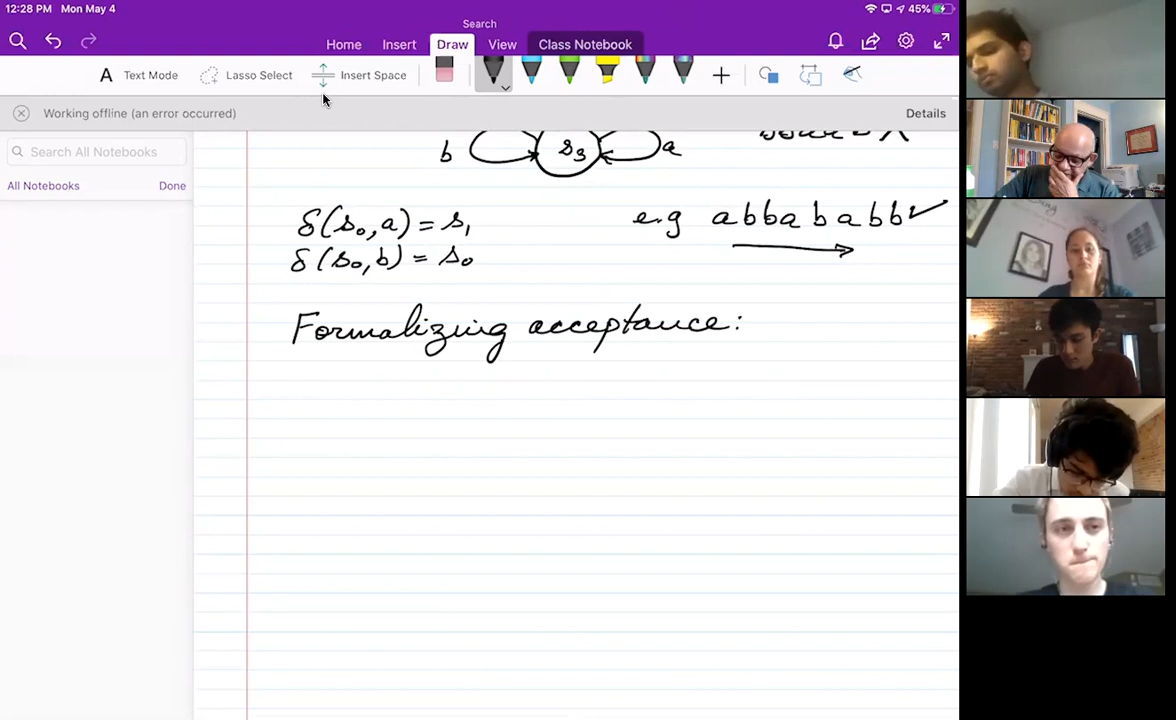 12:28 PM Mon May 4
45%
Search
Home Insert Draw View Class Notebook
Text Mode Lasso Select Insert Space
Working offline (an error occurred) Details
Search All Notebooks
All Notebooks Done
b s₃ a
δ(s₀,a) = s₁ e.g abbababb✓
δ(s₀,b) = s₀
Formalizing acceptance: